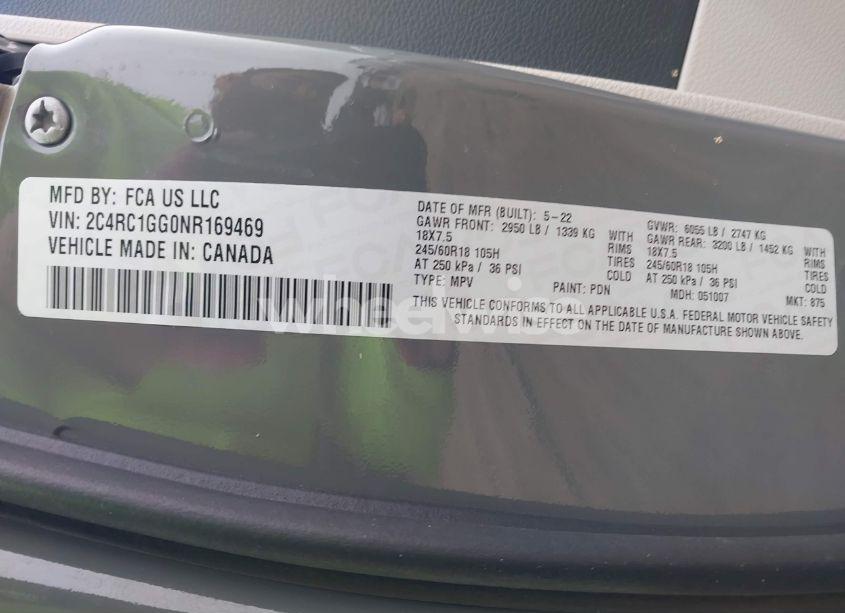 MFD BY: FCA US LLC
VIN: 2C4RC1GG0NR169469
VEHICLE MADE IN: CANADA
DATE OF MFR (BUILT): 5-22
GVWR: 6055 LB / 2747 KG
GAWR FRONT: 2950 LB / 1339 KG WITH
GAWR REAR: 3200 LB / 1452 KG WITH
18X7.5 RIMS
18X7.5 RIMS
245/60R18 105H TIRES
245/60R18 105H TIRES
AT 250 kPa / 36 PSI COLD
AT 250 kPa / 36 PSI COLD
TYPE: MPV PAINT: PDN MDH: 051007 MKT: 875
THIS VEHICLE CONFORMS TO ALL APPLICABLE U.S.A. FEDERAL MOTOR VEHICLE SAFETY
STANDARDS IN EFFECT ON THE DATE OF MANUFACTURE SHOWN ABOVE.